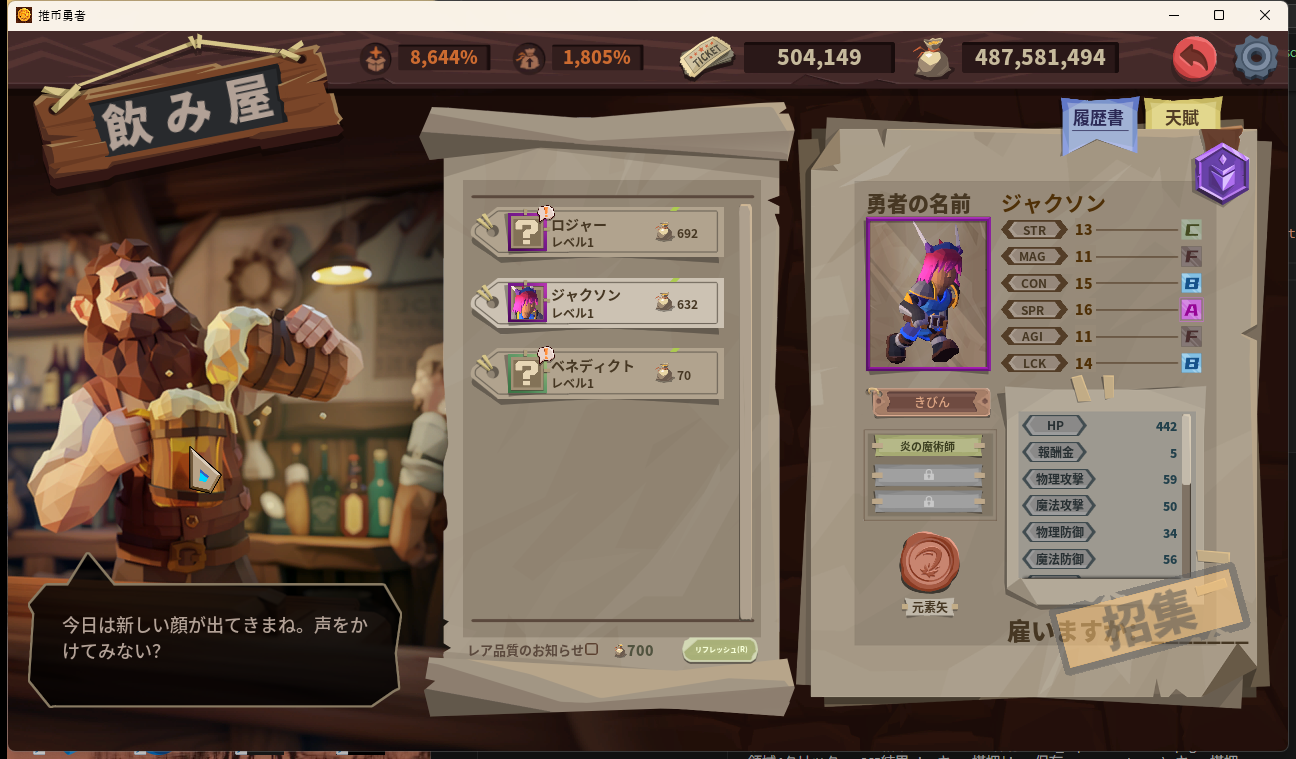 推币勇者
8,644%
1,805%
TICKET
504,149
487,581,494
飲み屋
履歴書
天賦
ロジャー
レベル1
692
ジャクソン
レベル1
632
ベネディクト
レベル1
70
レア品質のお知らせ
700
リフレッシュ(R)
今日は新しい顔が出てきまね。声をか
けてみない?
勇者の名前
ジャクソン
STR 13 C
MAG 11 F
CON 15 B
SPR 16 A
AGI 11 F
LCK 14 B
きびん
炎の魔術師
元素矢
HP 442
報酬金 5
物理攻撃 59
魔法攻撃 50
物理防御 34
魔法防御 56
雇いますか
招集